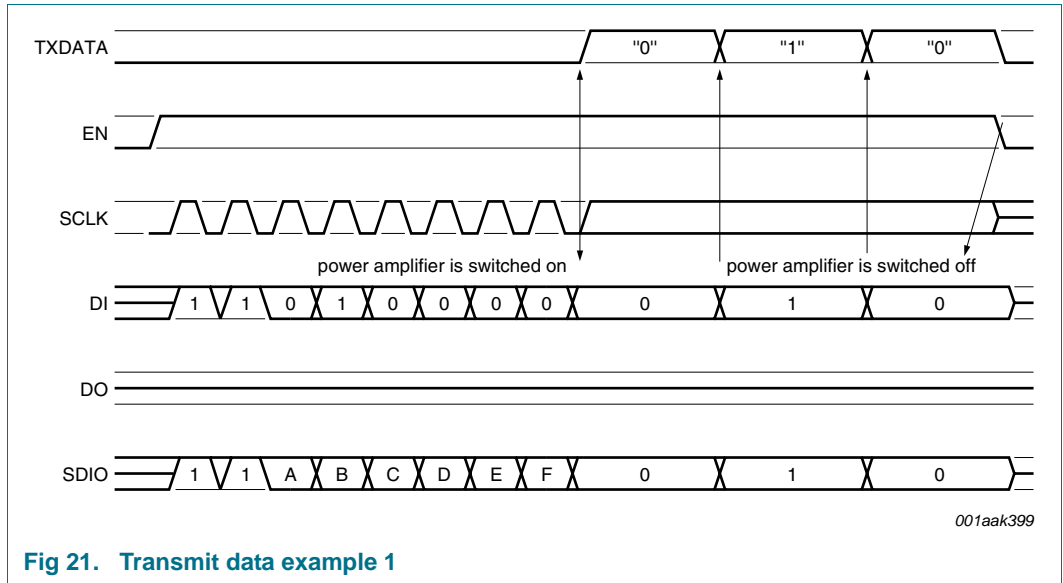 TXDATA "0" "1" "0"
EN
SCLK
power amplifier is switched on power amplifier is switched off
DI 1 1 0 1 0 0 0 0 0 1 0
DO
SDIO 1 1 A B C D E F 0 1 0
001aak399
Fig 21. Transmit data example 1